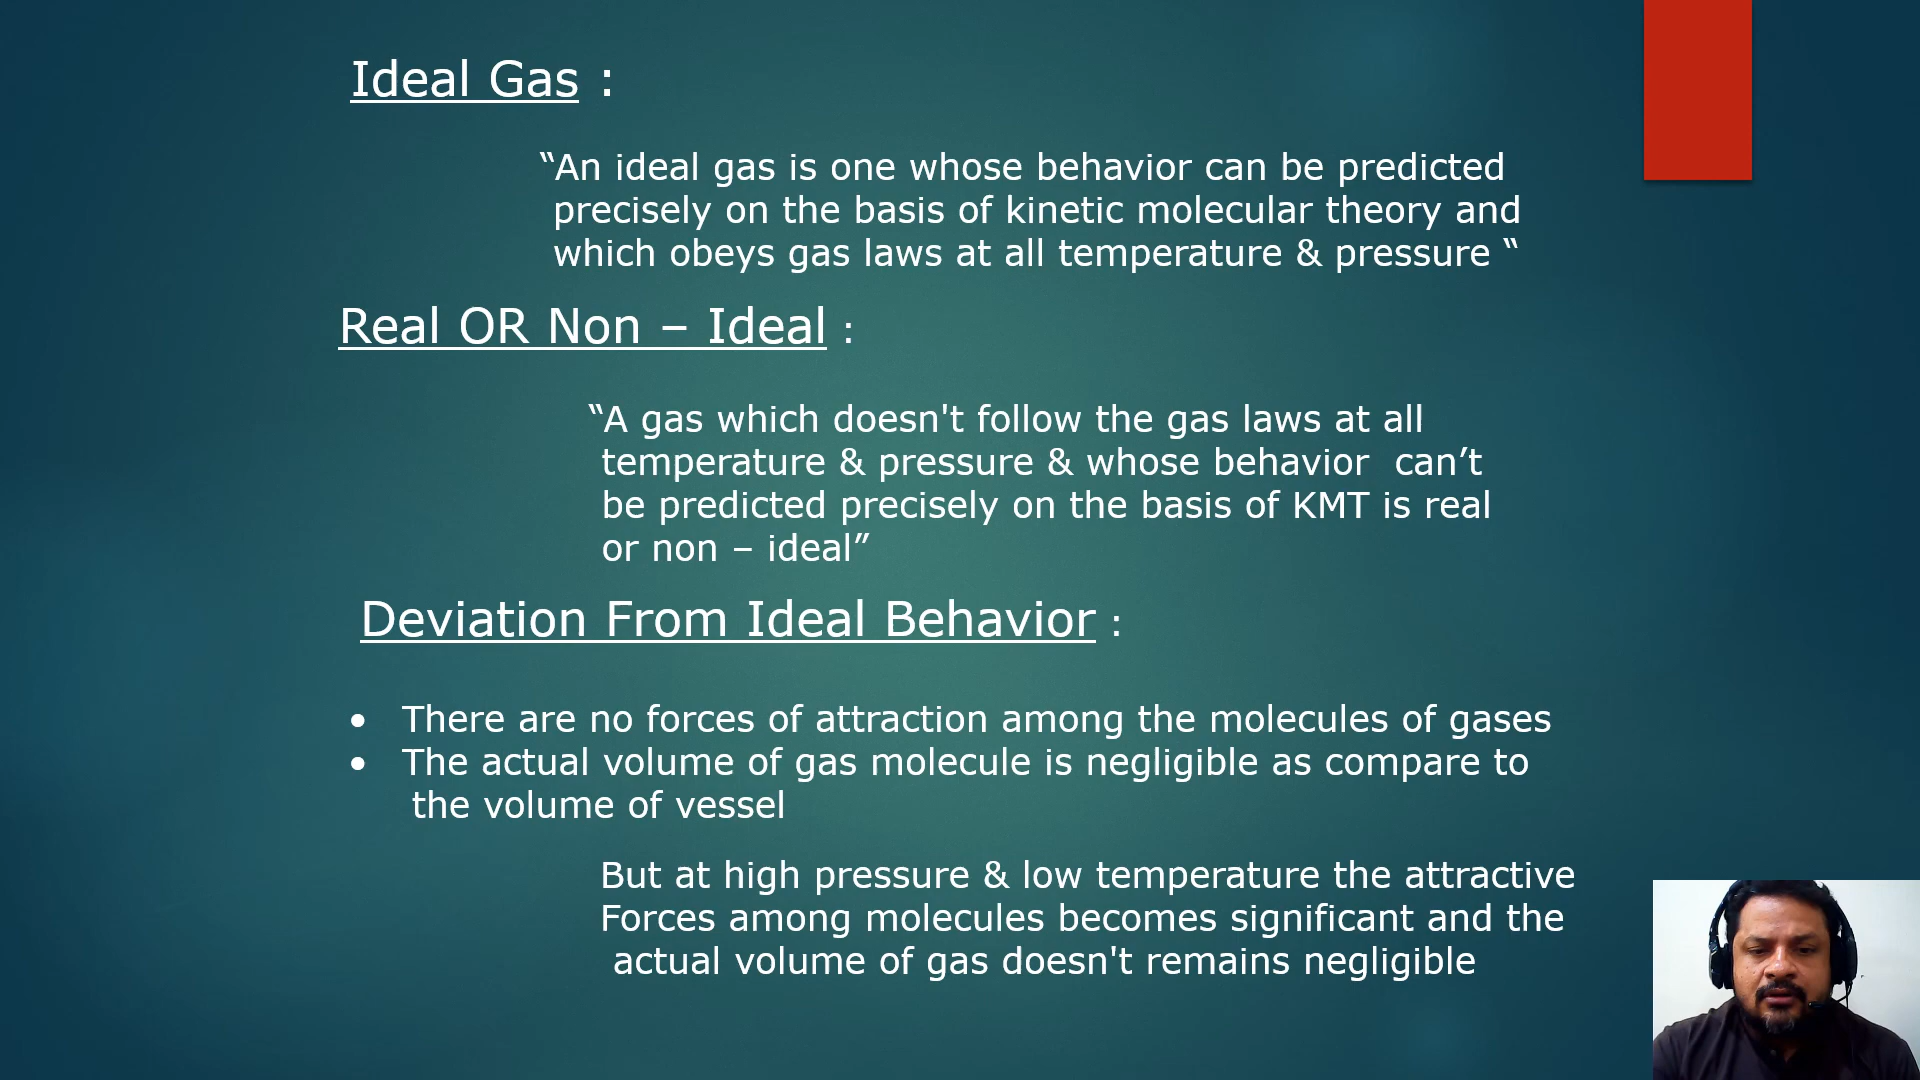 Ideal Gas :
“An ideal gas is one whose behavior can be predicted
precisely on the basis of kinetic molecular theory and
which obeys gas laws at all temperature & pressure “
Real OR Non – Ideal :
“A gas which doesn't follow the gas laws at all
temperature & pressure & whose behavior can’t
be predicted precisely on the basis of KMT is real
or non – ideal”
Deviation From Ideal Behavior :
• There are no forces of attraction among the molecules of gases
• The actual volume of gas molecule is negligible as compare to
the volume of vessel
But at high pressure & low temperature the attractive
Forces among molecules becomes significant and the
actual volume of gas doesn't remains negligible